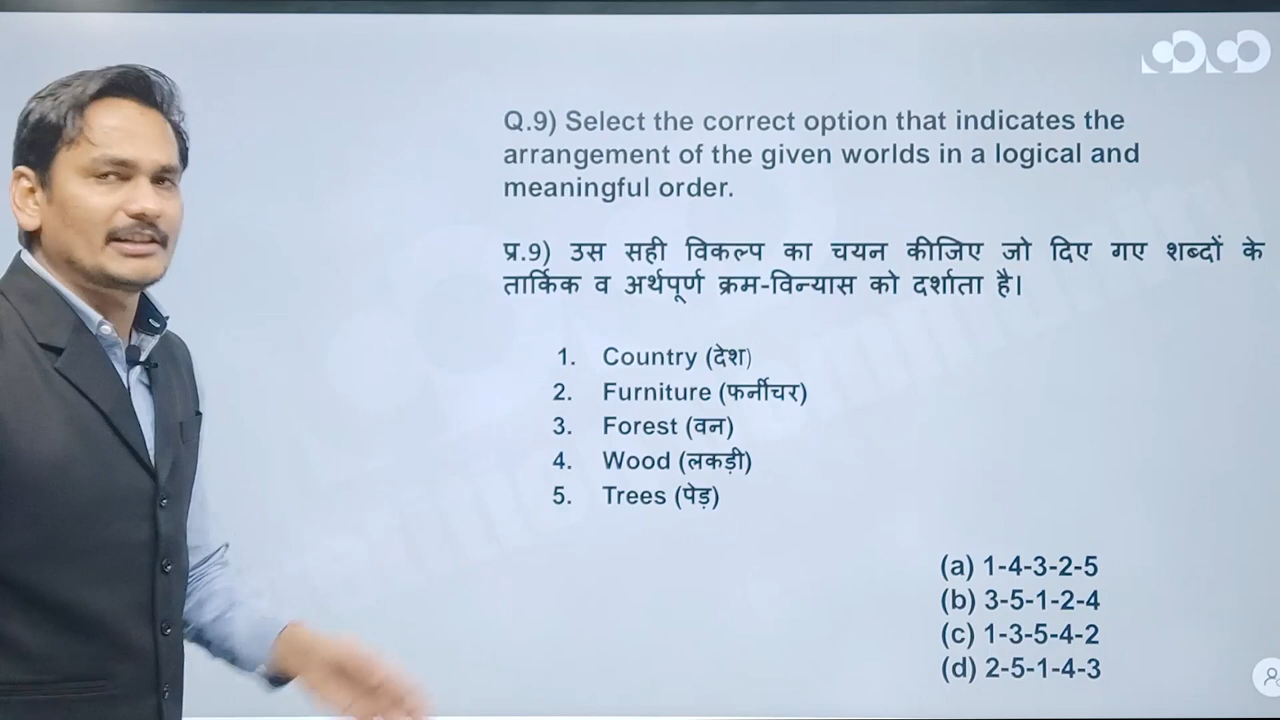 Q.9) Select the correct option that indicates the
arrangement of the given worlds in a logical and
meaningful order.
प्र.9) उस सही विकल्प का चयन कीजिए जो दिए गए शब्दों के
तार्किक व अर्थपूर्ण क्रम-विन्यास को दर्शाता है।
1. Country (देश)
2. Furniture (फर्नीचर)
3. Forest (वन)
4. Wood (लकड़ी)
5. Trees (पेड़)
(a) 1-4-3-2-5
(b) 3-5-1-2-4
(c) 1-3-5-4-2
(d) 2-5-1-4-3